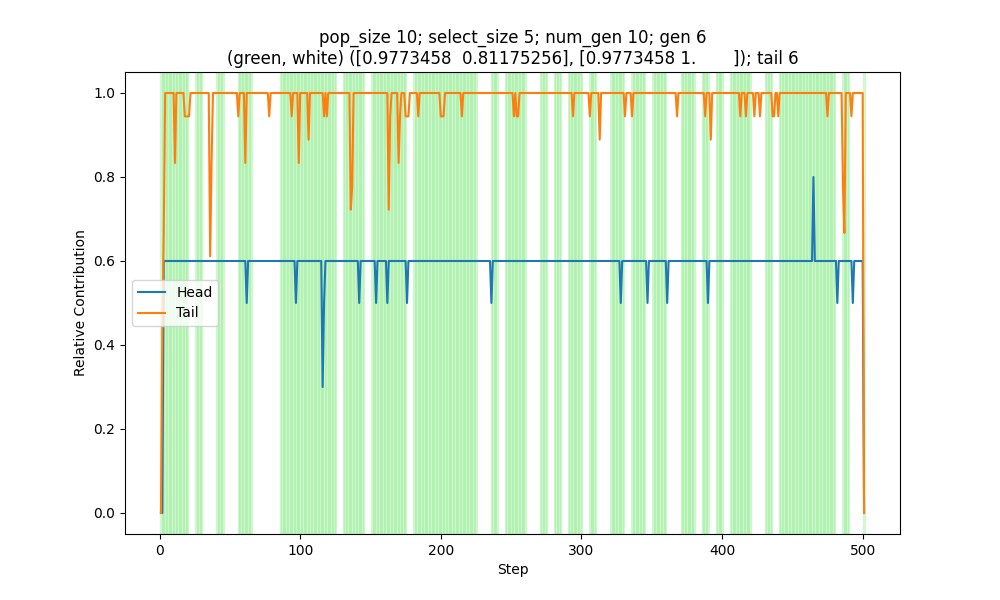 pop_size 10; select_size 5; num_gen 10; gen 6
(green, white) ([0.9773458  0.81175256], [0.9773458 1.       ]); tail 6
1.0
0.8
0.6
0.4
0.2
0.0
Relative Contribution
Head
Tail
0 100 200 300 400 500
Step